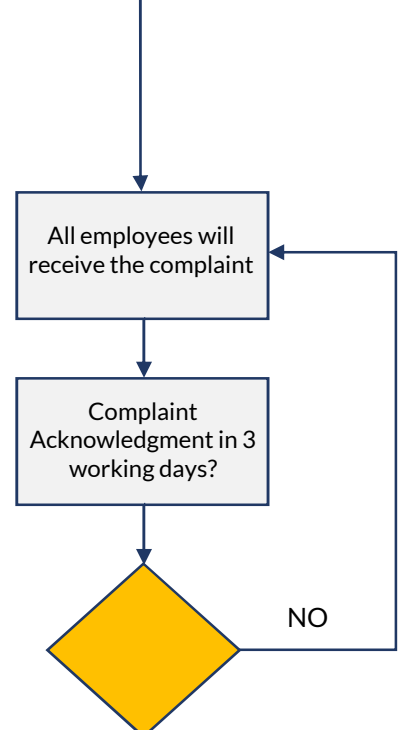 All employees will
receive the complaint
Complaint
Acknowledgment in 3
working days?
NO